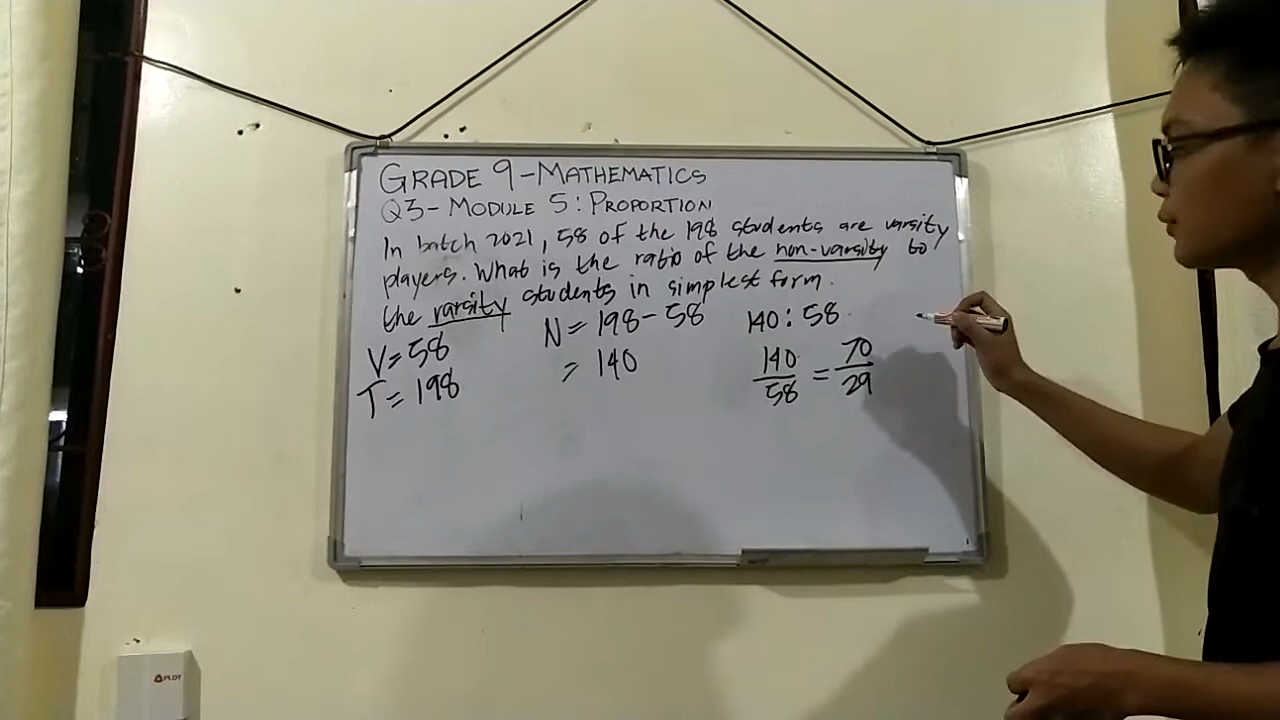 GRADE 9-MATHEMATICS
Q3- MODULE 5: PROPORTION
In batch 2021, 58 of the 198 students are varsity
players. What is the ratio of the non-varsity to
the varsity students in simplest form.
V = 58
T = 198
N = 198 - 58
= 140
140 : 58
140/58 = 70/29
PLDT